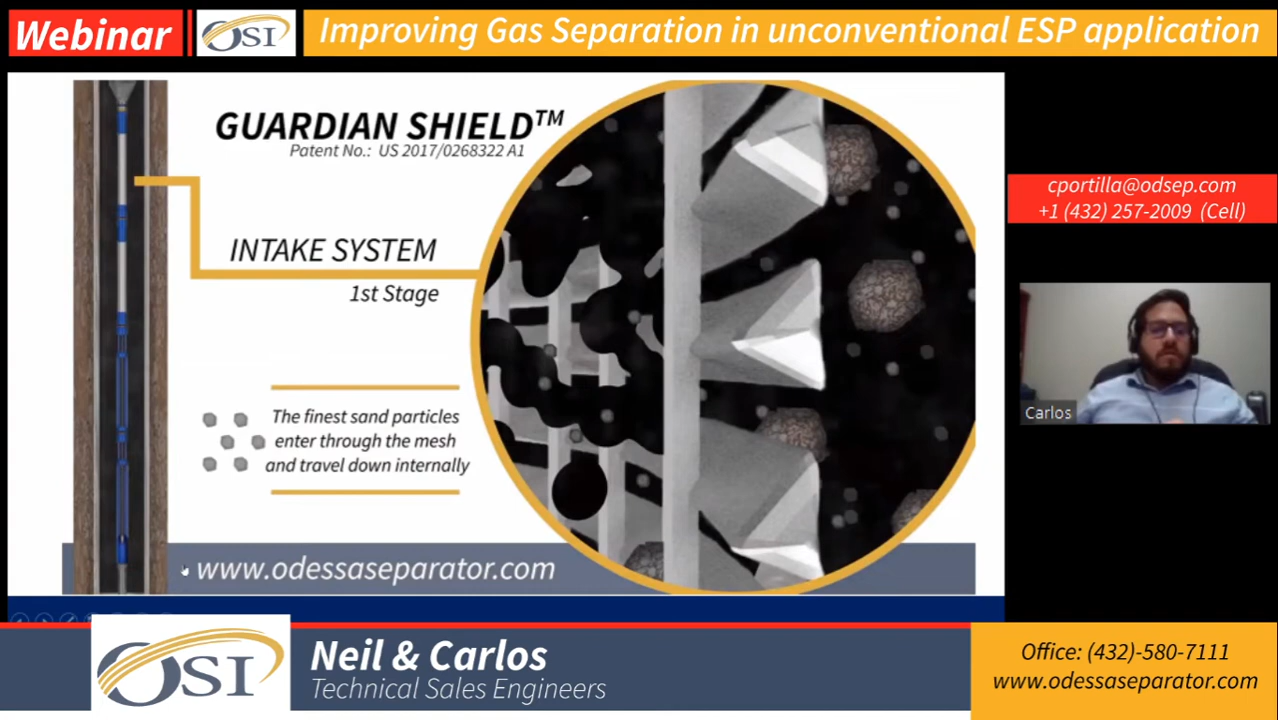 Webinar
OSI
Improving Gas Separation in unconventional ESP application
GUARDIAN SHIELD™
Patent No.: US 2017/0268322 A1
INTAKE SYSTEM
1st Stage
The finest sand particles
enter through the mesh
and travel down internally
www.odessaseparator.com
cportilla@odsep.com
+1 (432) 257-2009 (Cell)
Carlos
OSI
Neil & Carlos
Technical Sales Engineers
Office: (432)-580-7111
www.odessaseparator.com